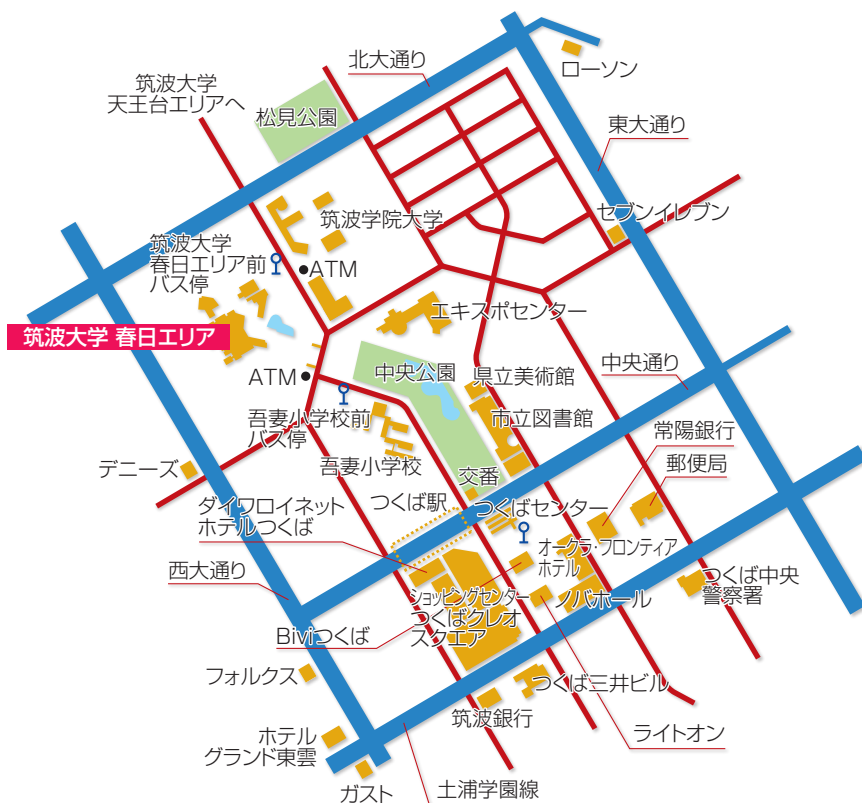 筑波大学
天王台エリアへ
北大通り
ローソン
松見公園
東大通り
セブンイレブン
筑波学院大学
筑波大学
春日エリア前
バス停
ATM
エキスポセンター
筑波大学 春日エリア
中央公園
ATM
県立美術館
中央通り
吾妻小学校前
バス停
市立図書館
常陽銀行
郵便局
吾妻小学校
デニーズ
交番
ダイワロイネット
ホテルつくば
つくば駅
つくばセンター
オークラ・フロンティア
ホテル
西大通り
つくば中央
警察署
ショッピングセンター
つくばクレオ
スクエア
ノバホール
Biviつくば
フォルクス
つくば三井ビル
筑波銀行
ライトオン
ホテル
グランド東雲
ガスト
土浦学園線